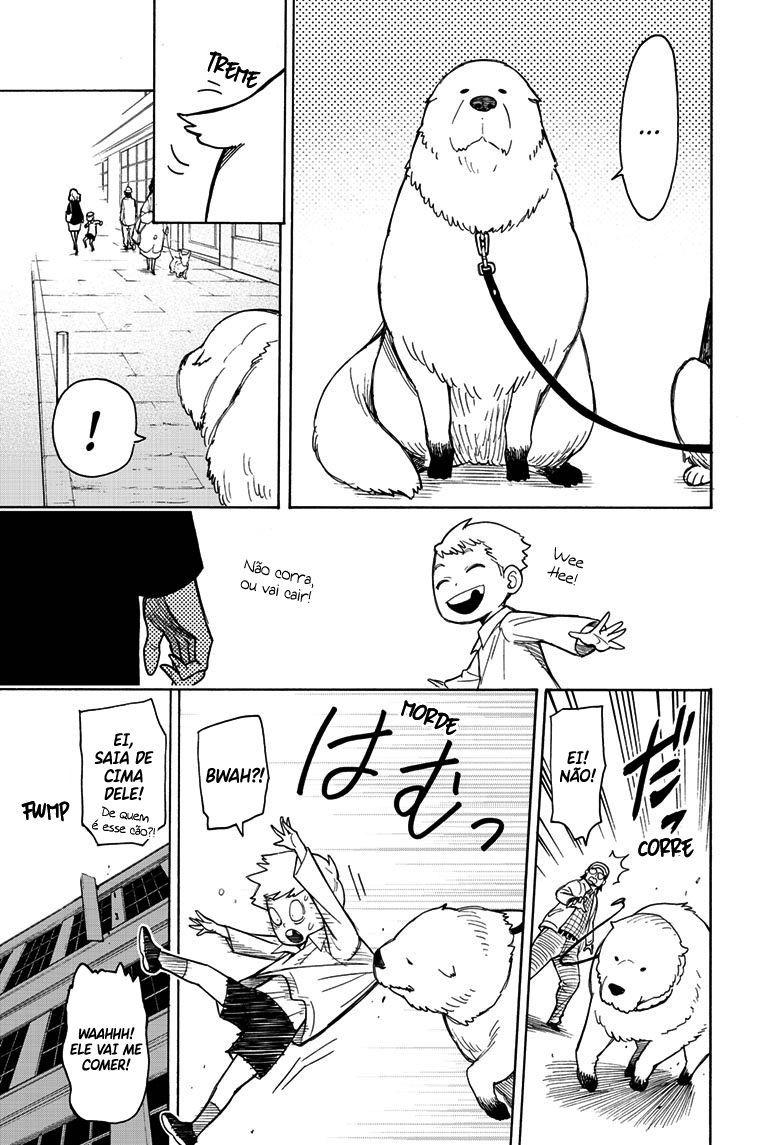 ...
TREME
!
Wee
Hee!
Não corra,
ou vai cair!
EI!
NÃO!
だっ
CORRE
MORDE
はむっ
BWAH?!
EI,
SAIA DE
CIMA
DELE!
De quem
é esse cão?!
FWMP
WAAHHH!
ELE VAI ME
COMER!